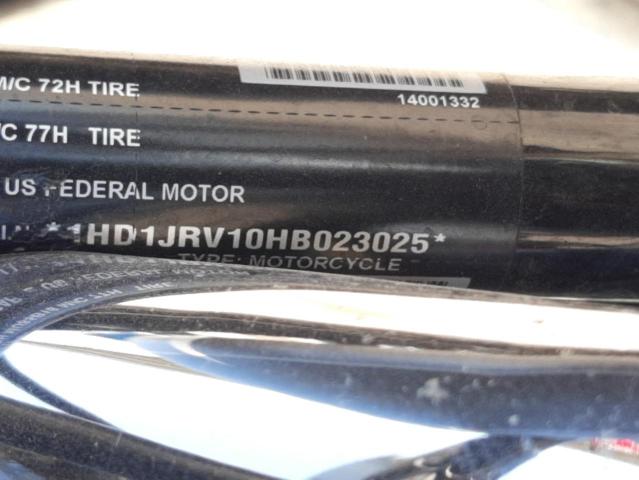 M/C 72H TIRE
14001332
/C 77H TIRE
US FEDERAL MOTOR
*1HD1JRV10HB023025*
TYPE: MOTORCYCLE